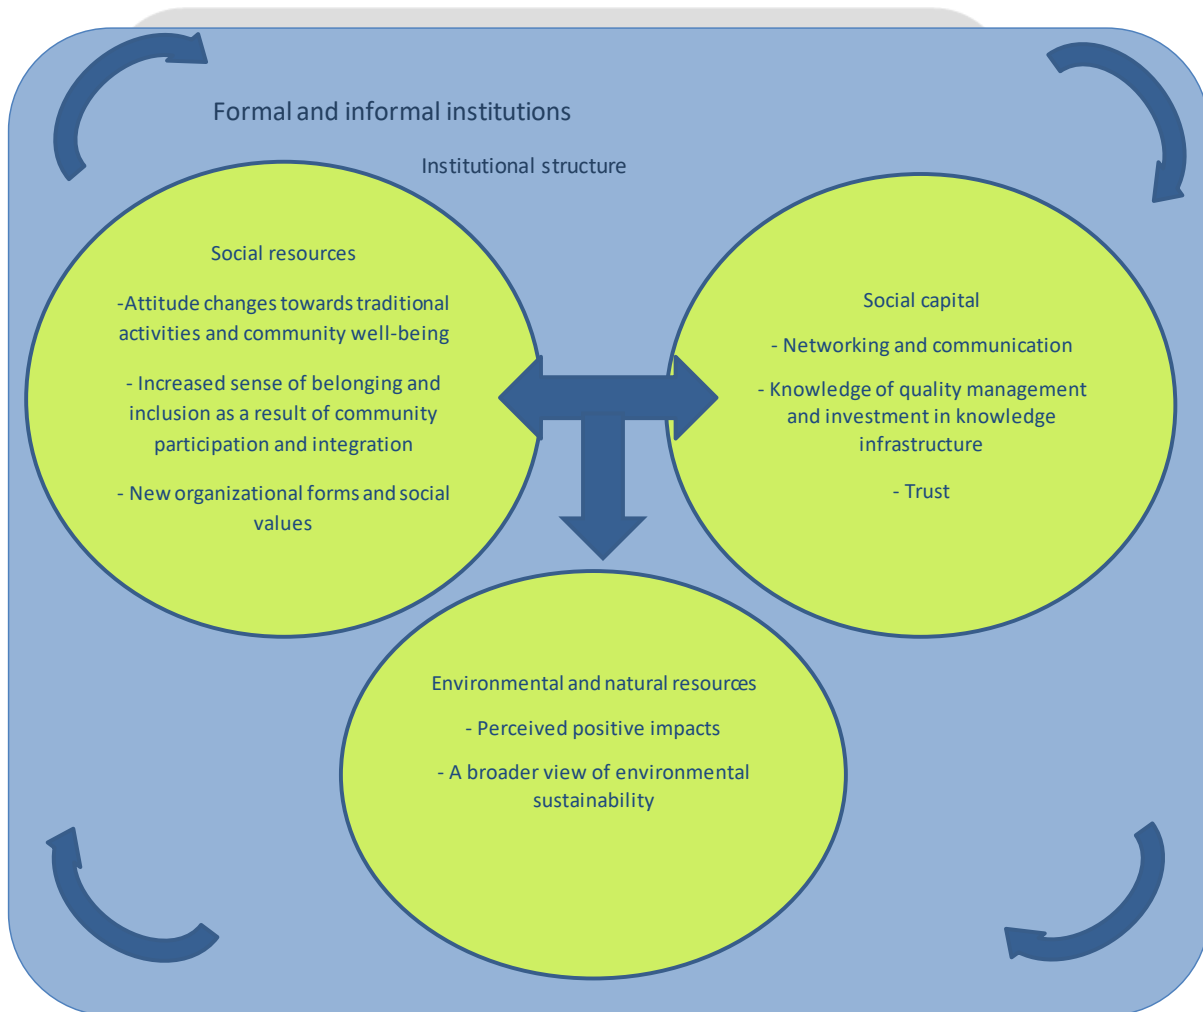 Formal and informal institutions
Institutional structure
Social resources
-Attitude changes towards traditional
activities and community well-being
- Increased sense of belonging and
inclusion as a result of community
participation and integration
- New organizational forms and social
values
Social capital
- Networking and communication
- Knowledge of quality management
and investment in knowledge
infrastructure
- Trust
Environmental and natural resources
- Perceived positive impacts
- A broader view of environmental
sustainability